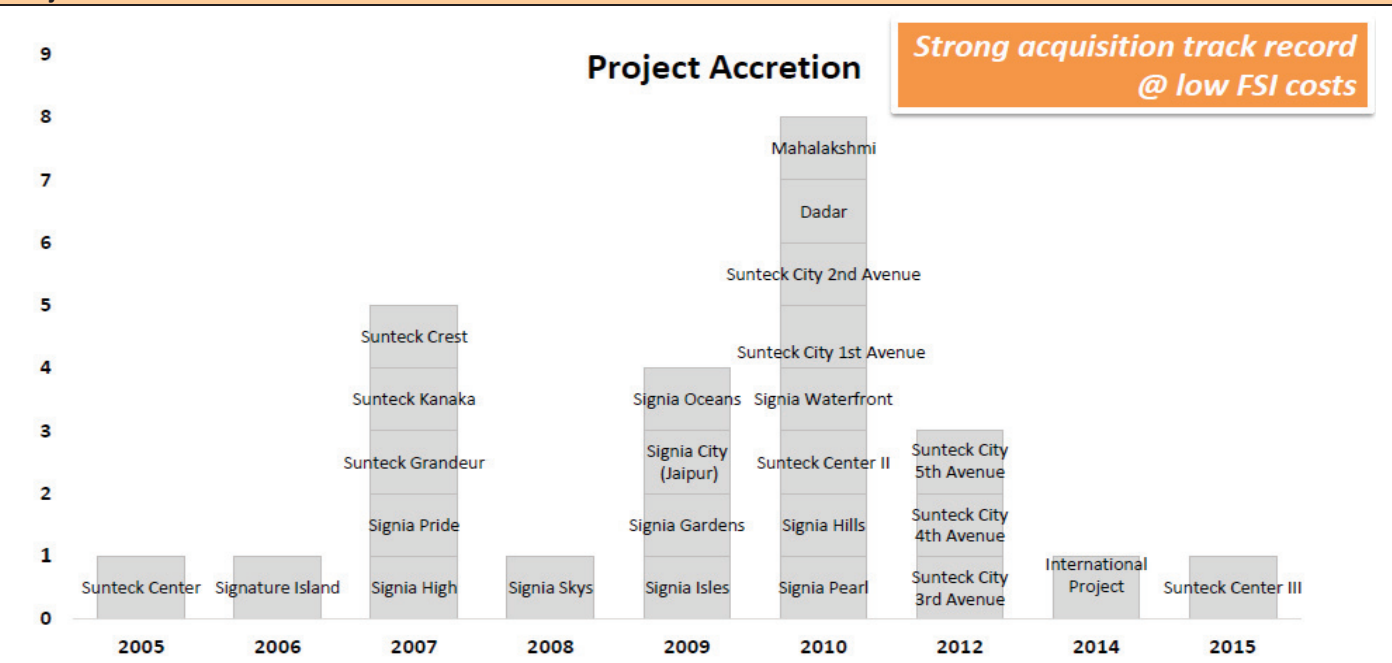 Project Accretion
Strong acquisition track record
@ low FSI costs
9
8
7
6
5
4
3
2
1
0
Sunteck Center
Signature Island
Sunteck Crest
Sunteck Kanaka
Sunteck Grandeur
Signia Pride
Signia High
Signia Skys
Signia Oceans
Signia City
(Jaipur)
Signia Gardens
Signia Isles
Mahalakshmi
Dadar
Sunteck City 2nd Avenue
Sunteck City 1st Avenue
Signia Waterfront
Sunteck Center II
Signia Hills
Signia Pearl
Sunteck City
5th Avenue
Sunteck City
4th Avenue
Sunteck City
3rd Avenue
International
Project
Sunteck Center III
2005
2006
2007
2008
2009
2010
2012
2014
2015